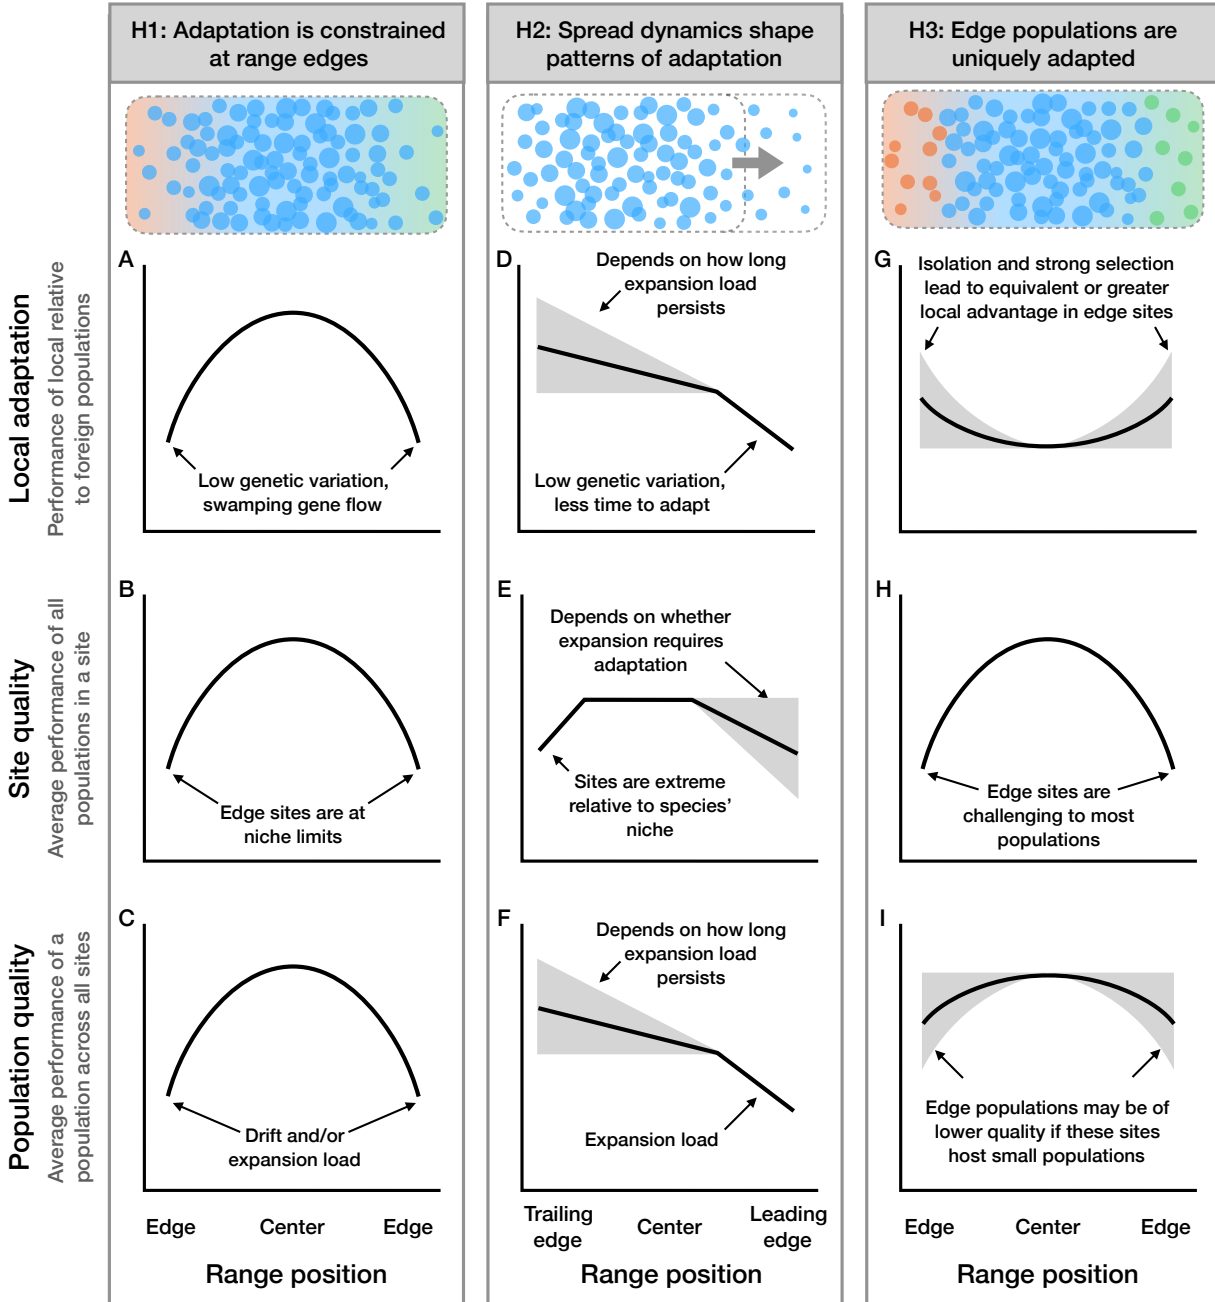 H1: Adaptation is constrained
at range edges
H2: Spread dynamics shape
patterns of adaptation
H3: Edge populations are
uniquely adapted
Local adaptation
Performance of local relative
to foreign populations
A
Low genetic variation,
swamping gene flow
D
Depends on how long
expansion load
persists
Low genetic variation,
less time to adapt
G
Isolation and strong selection
lead to equivalent or greater
local advantage in edge sites
Site quality
Average performance of all
populations in a site
B
Edge sites are at
niche limits
E
Depends on whether
expansion requires
adaptation
Sites are extreme
relative to species'
niche
H
Edge sites are
challenging to most
populations
Population quality
Average performance of a
population across all sites
C
Drift and/or
expansion load
F
Depends on how long
expansion load
persists
Expansion load
I
Edge populations may be of
lower quality if these sites
host small populations
Edge Center Edge
Range position
Trailing
edge
Center
Leading
edge
Range position
Edge Center Edge
Range position